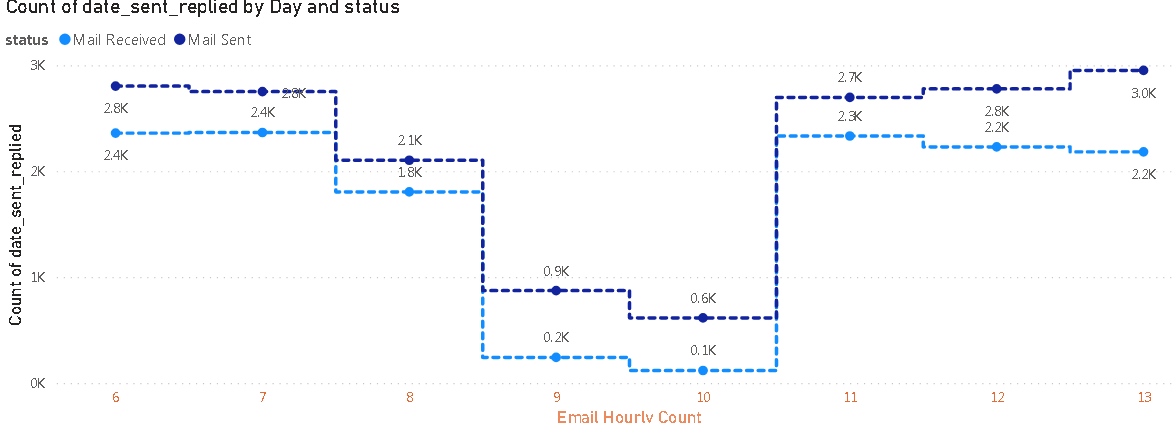 Count of date_sent_replied by Day and status
status Mail Received Mail Sent
Count of date_sent_replied
3K
2K
1K
0K
2.8K
2.4K
2.8K
2.4K
2.1K
1.8K
0.9K
0.2K
0.6K
0.1K
2.7K
2.3K
2.8K
2.2K
3.0K
2.2K
6 7 8 9 10 11 12 13
Email Hourly Count